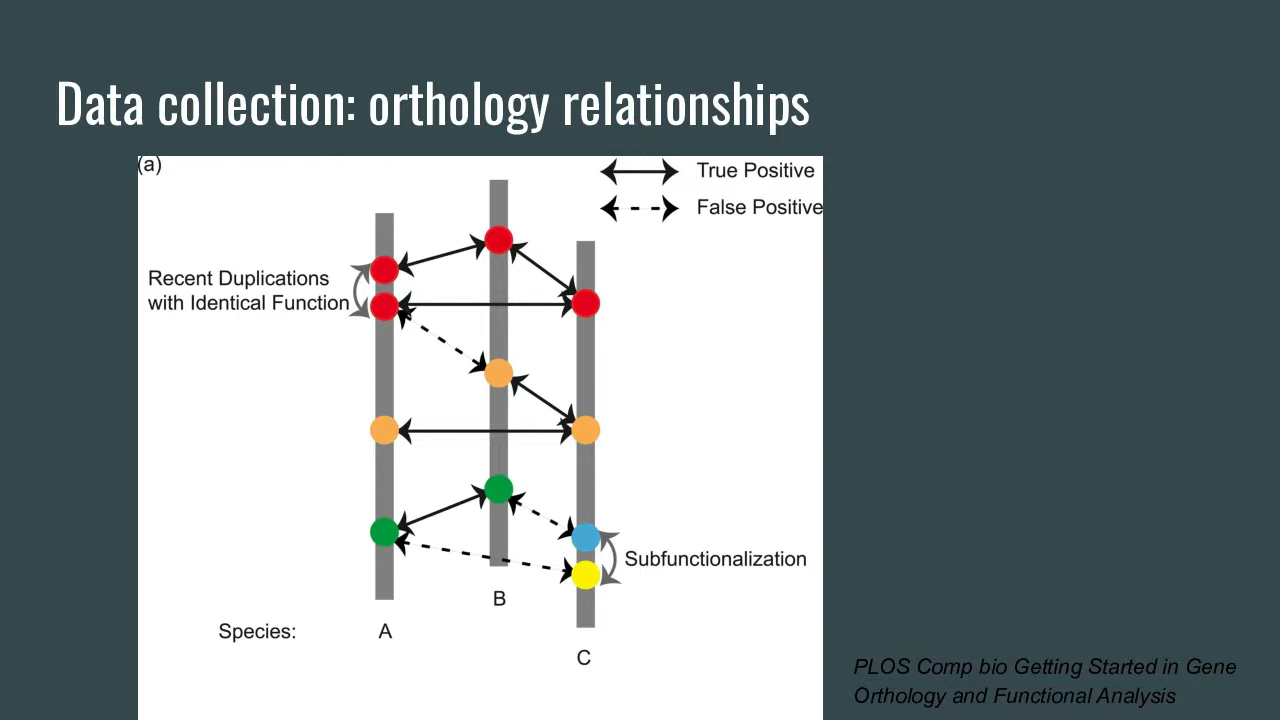 Data collection: orthology relationships
(a)
True Positive
False Positive
Recent Duplications
with Identical Function
Subfunctionalization
B
Species:
A
C
PLOS Comp bio Getting Started in Gene
Orthology and Functional Analysis